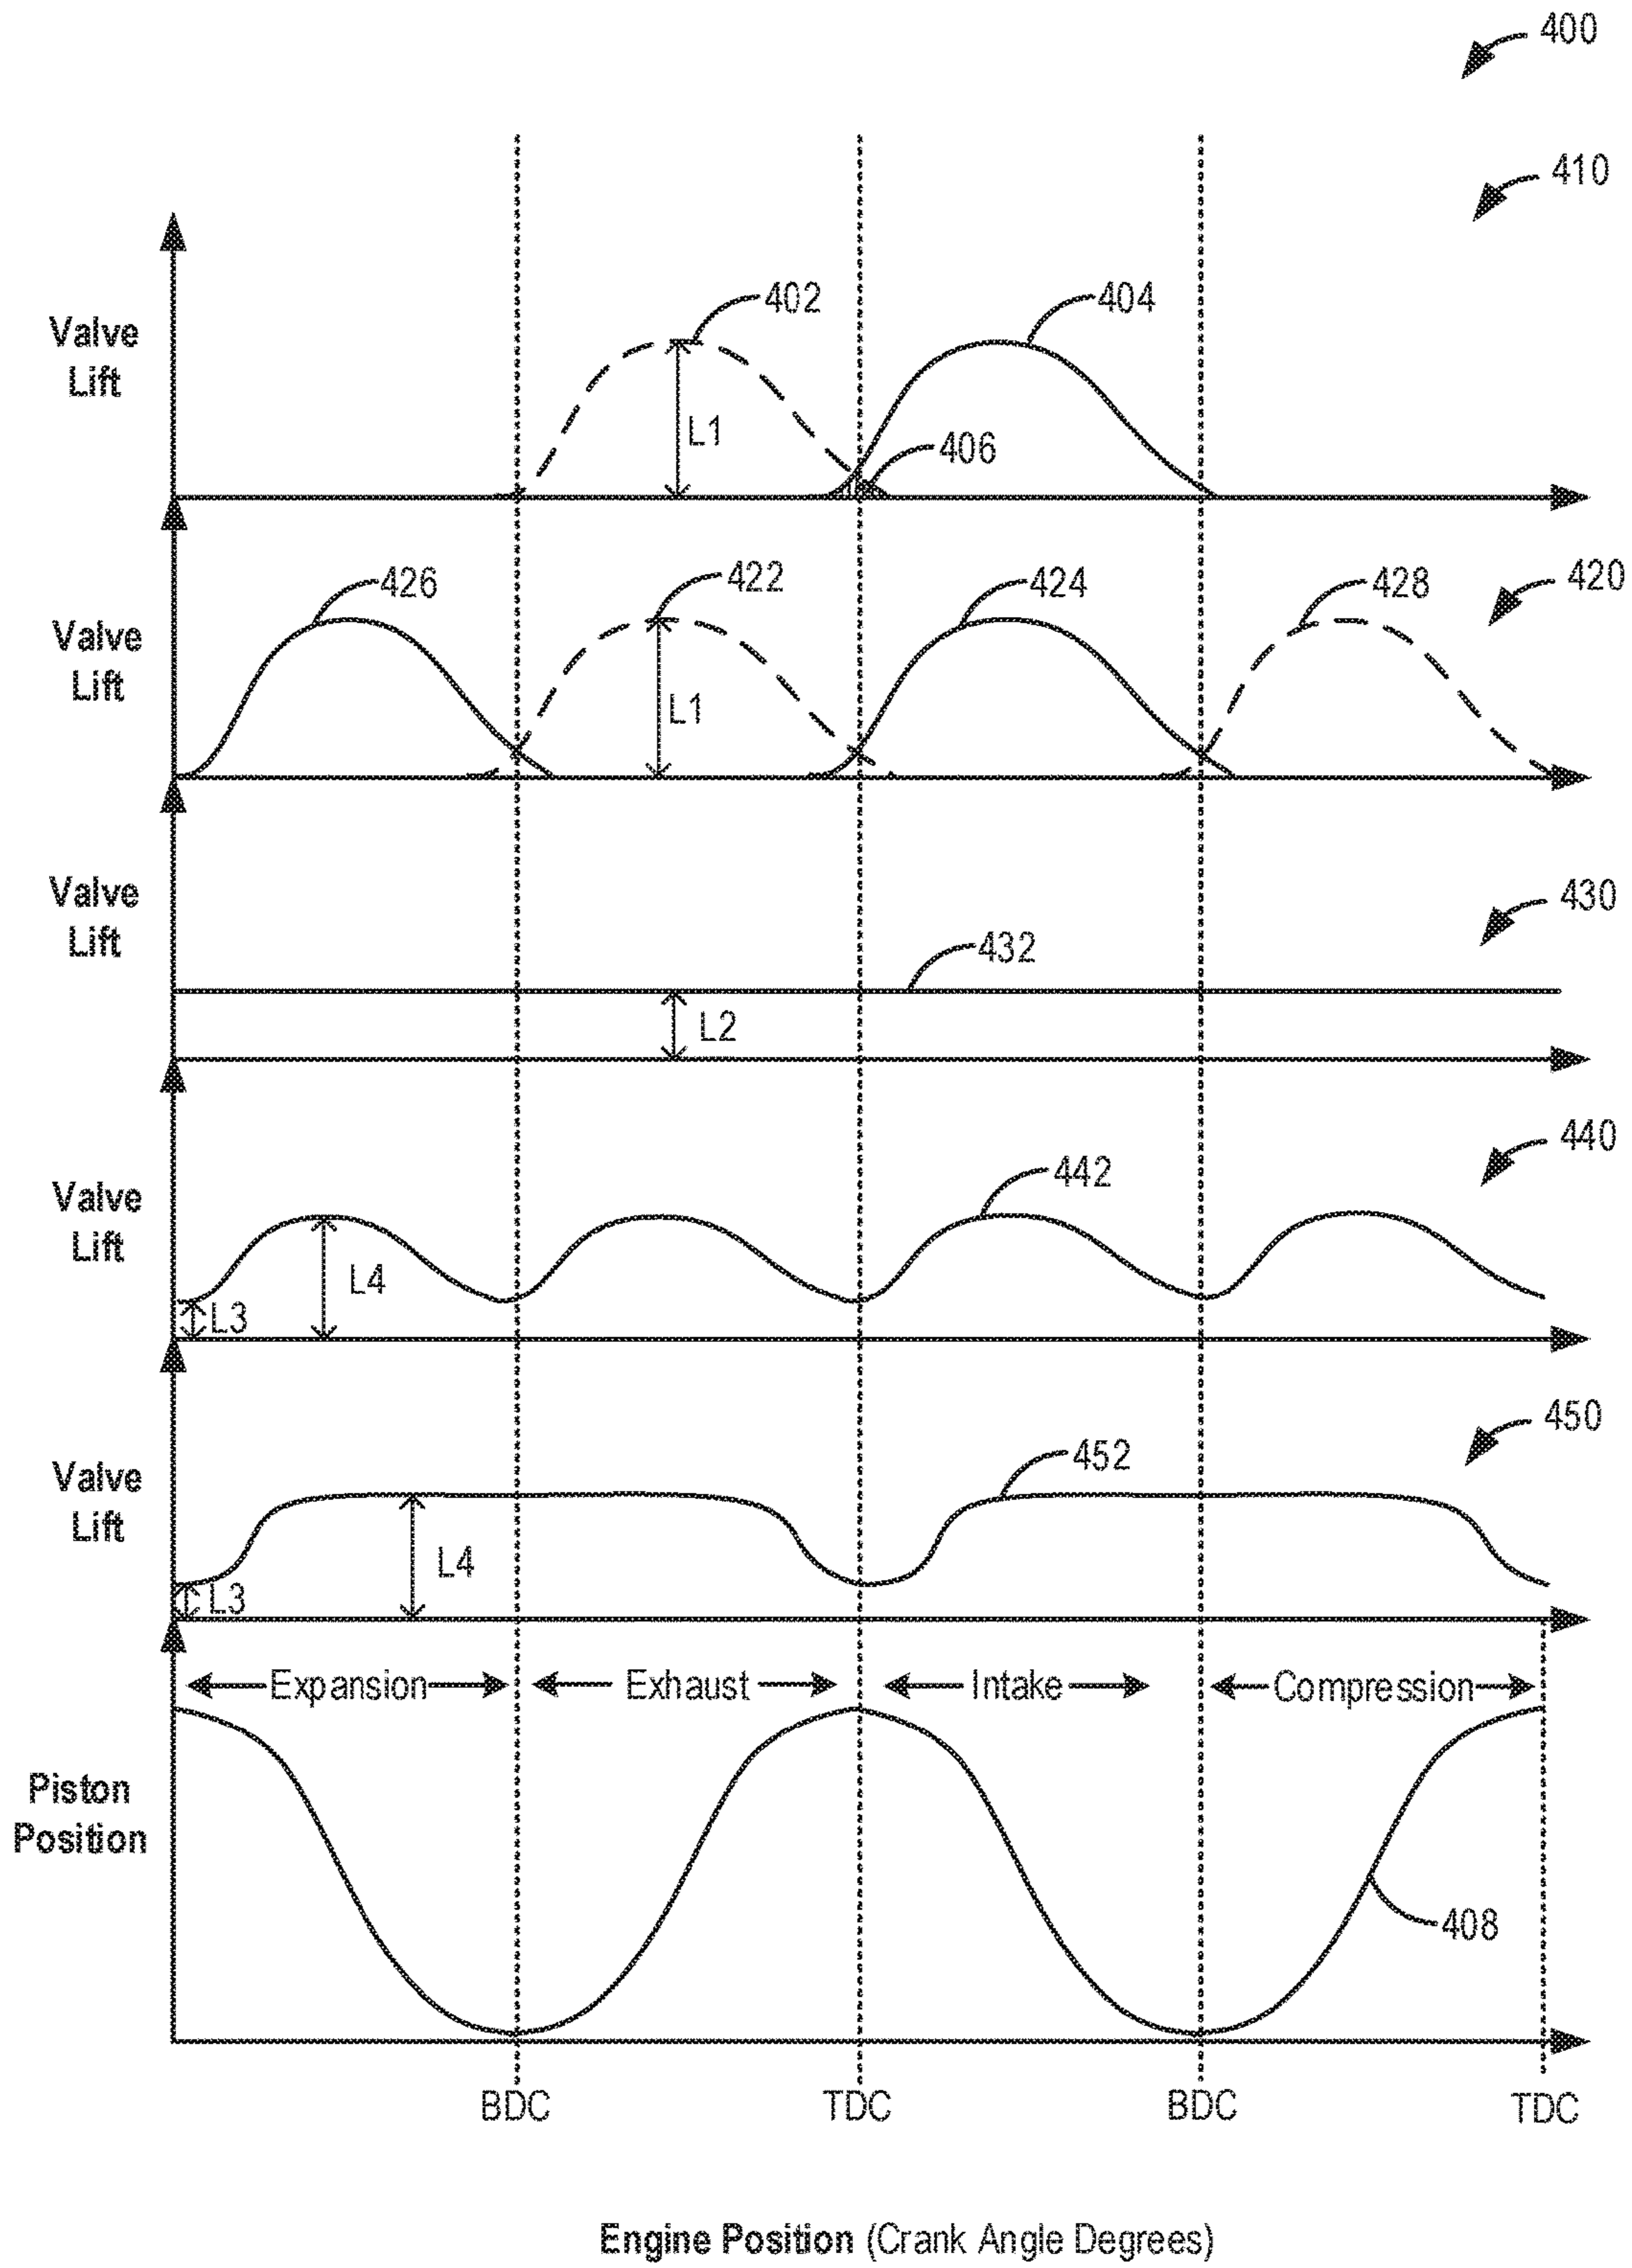 400
410
402
404
Valve
Lift
L1
406
426
422
424
428
420
Valve
Lift
L1
Valve
Lift
430
432
L2
440
442
Valve
Lift
L4
L3
450
452
Valve
Lift
L4
L3
Expansion Exhaust Intake Compression
Piston
Position
408
BDC TDC BDC TDC
Engine Position (Crank Angle Degrees)